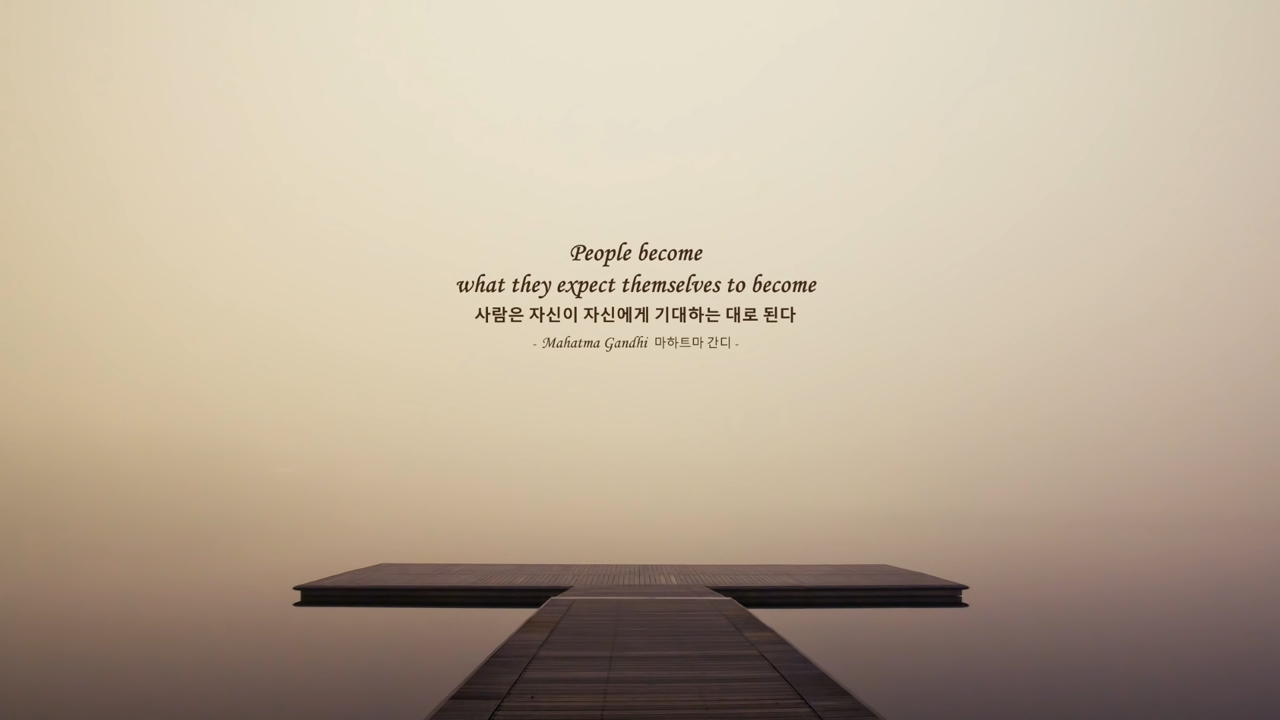 People become
what they expect themselves to become
사람은 자신이 자신에게 기대하는 대로 된다
- Mahatma Gandhi 마하트마 간디 -